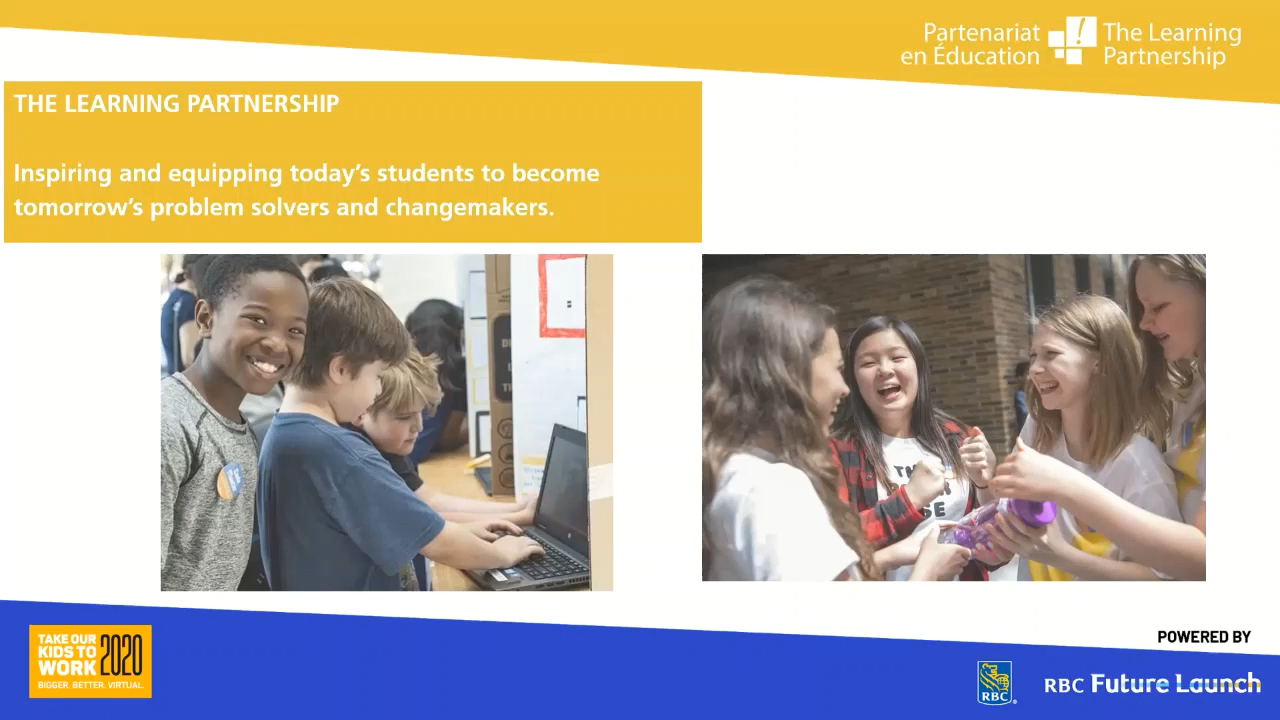 Partenariat
en Éducation
The Learning
Partnership
THE LEARNING PARTNERSHIP
Inspiring and equipping today's students to become
tomorrow's problem solvers and changemakers.
TAKE OUR
KIDS TO
WORK 2020
BIGGER. BETTER. VIRTUAL.
POWERED BY
RBC
RBC Future Launch